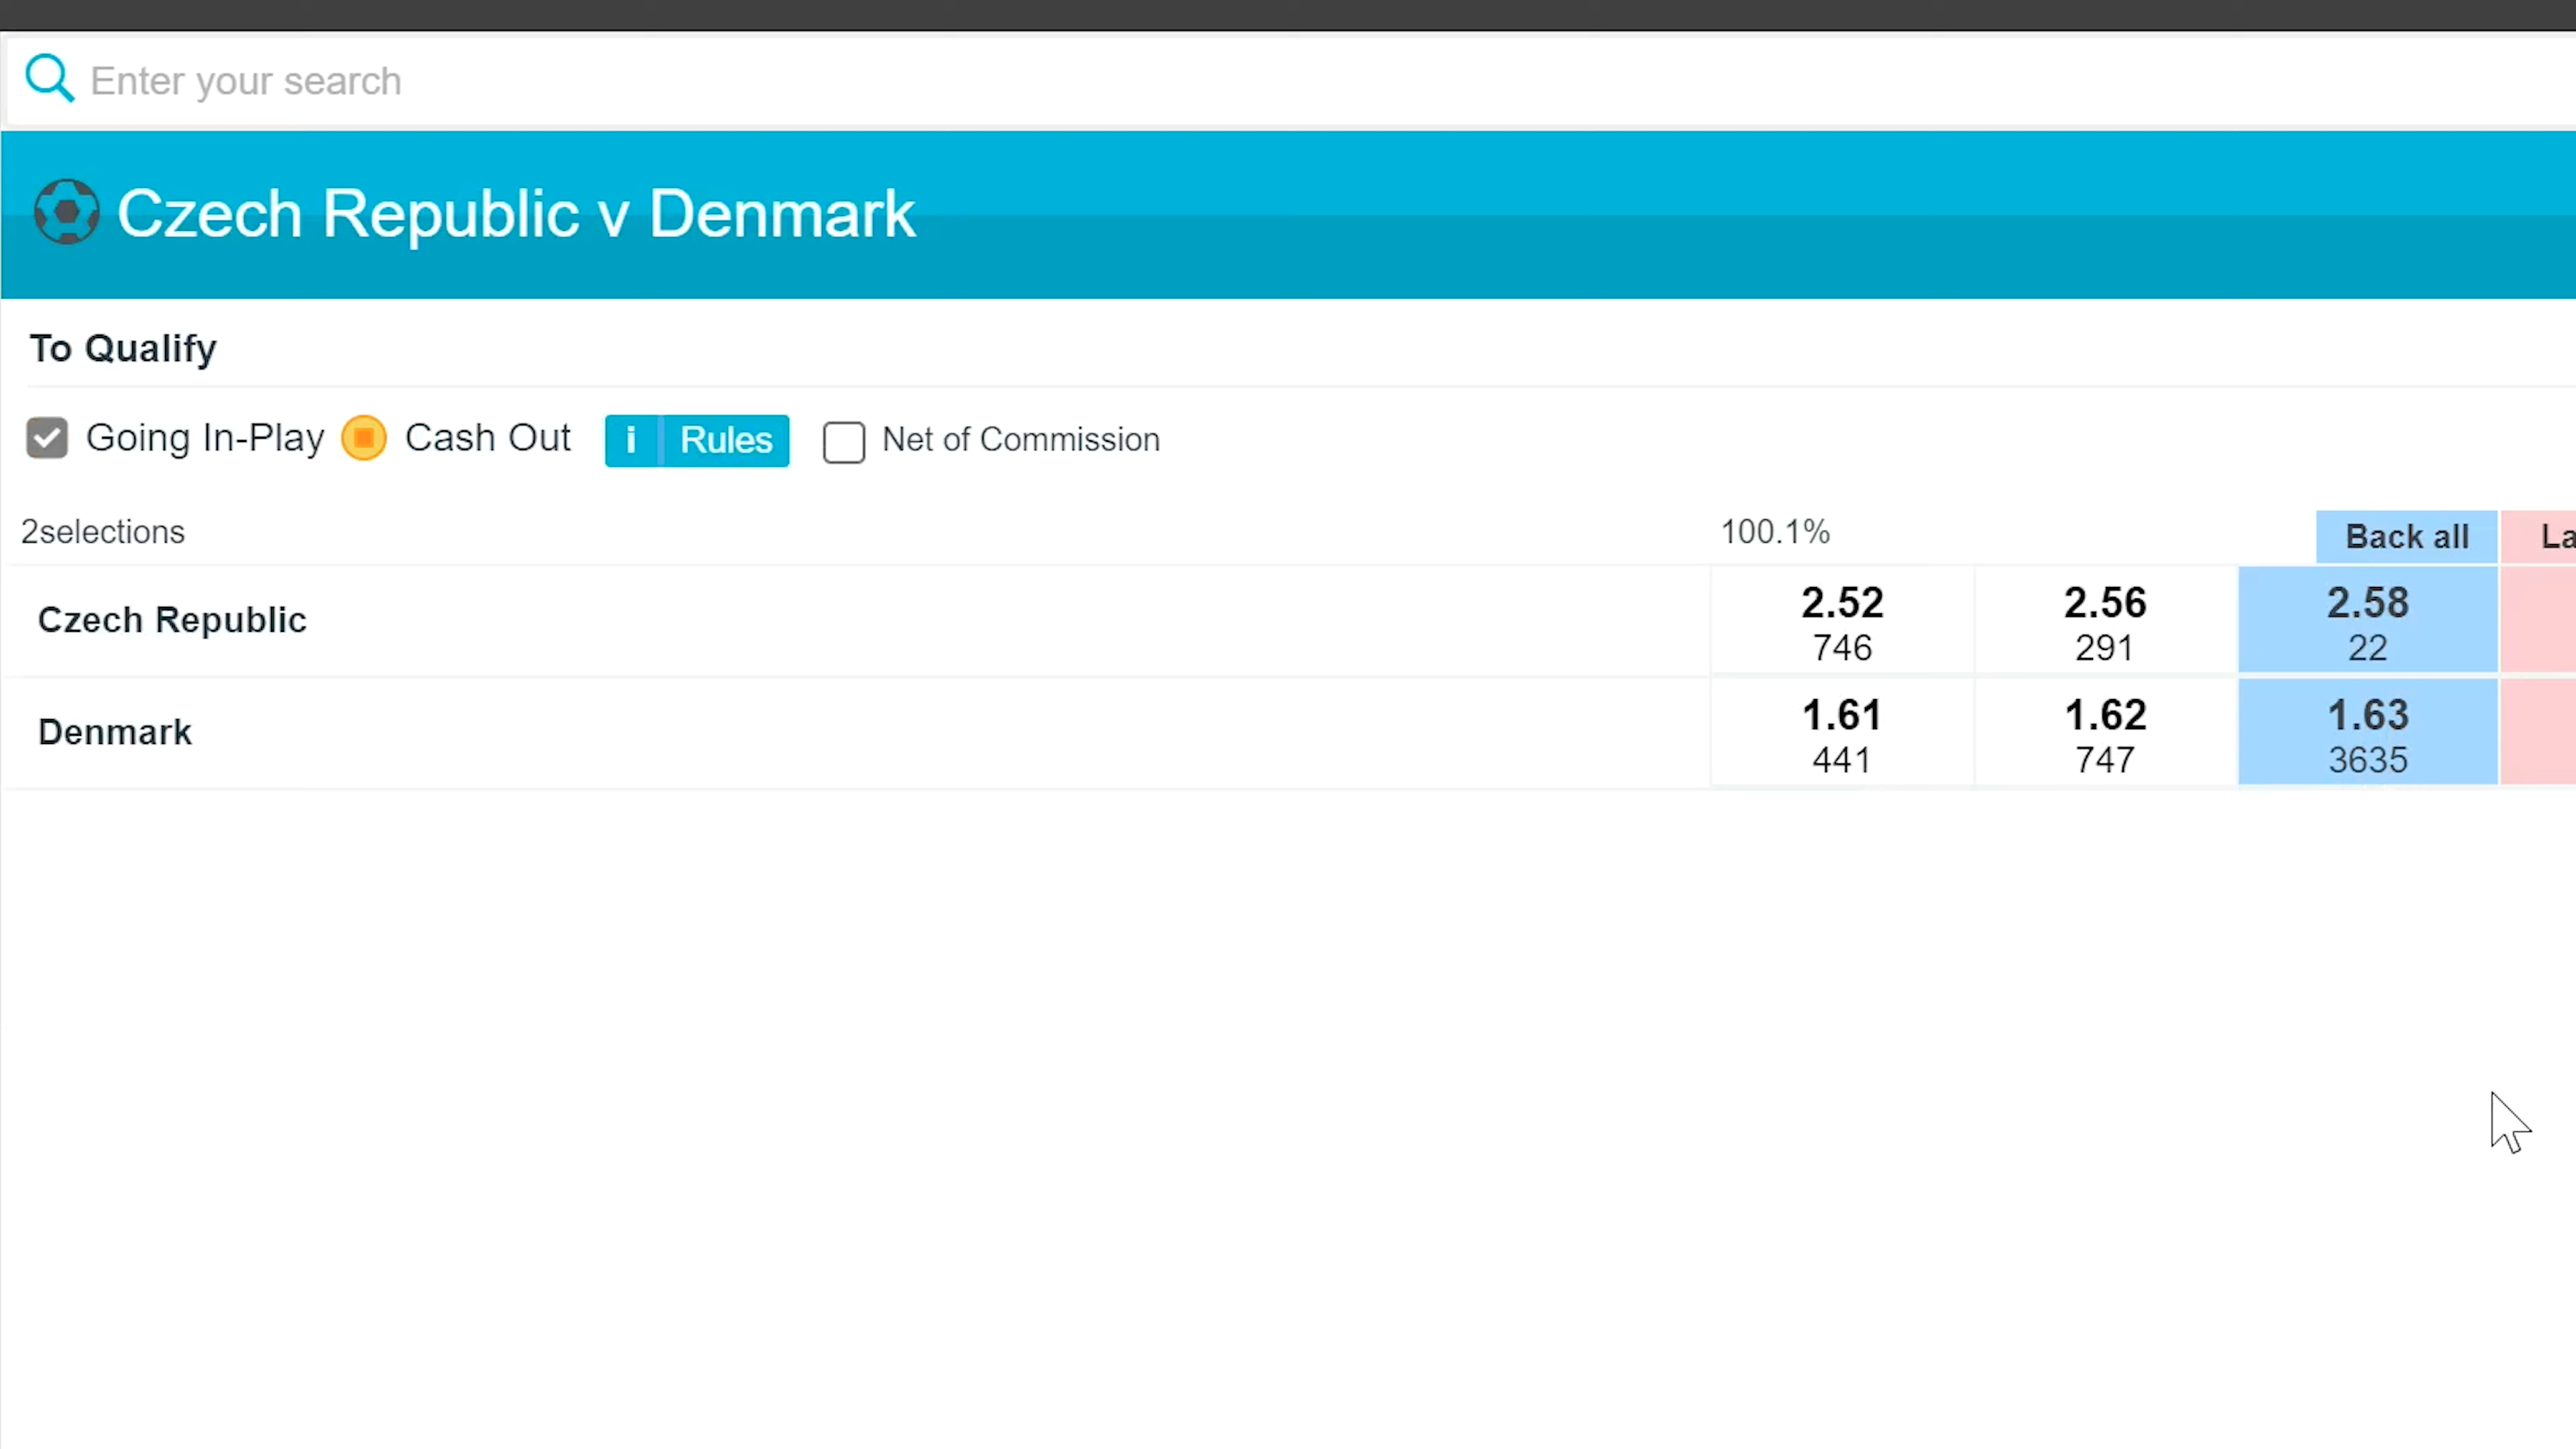 Enter your search
Czech Republic v Denmark
To Qualify
Going In-Play Cash Out i Rules Net of Commission
2selections 100.1% Back all La
Czech Republic 2.52 2.56 2.58
746 291 22
Denmark 1.61 1.62 1.63
441 747 3635